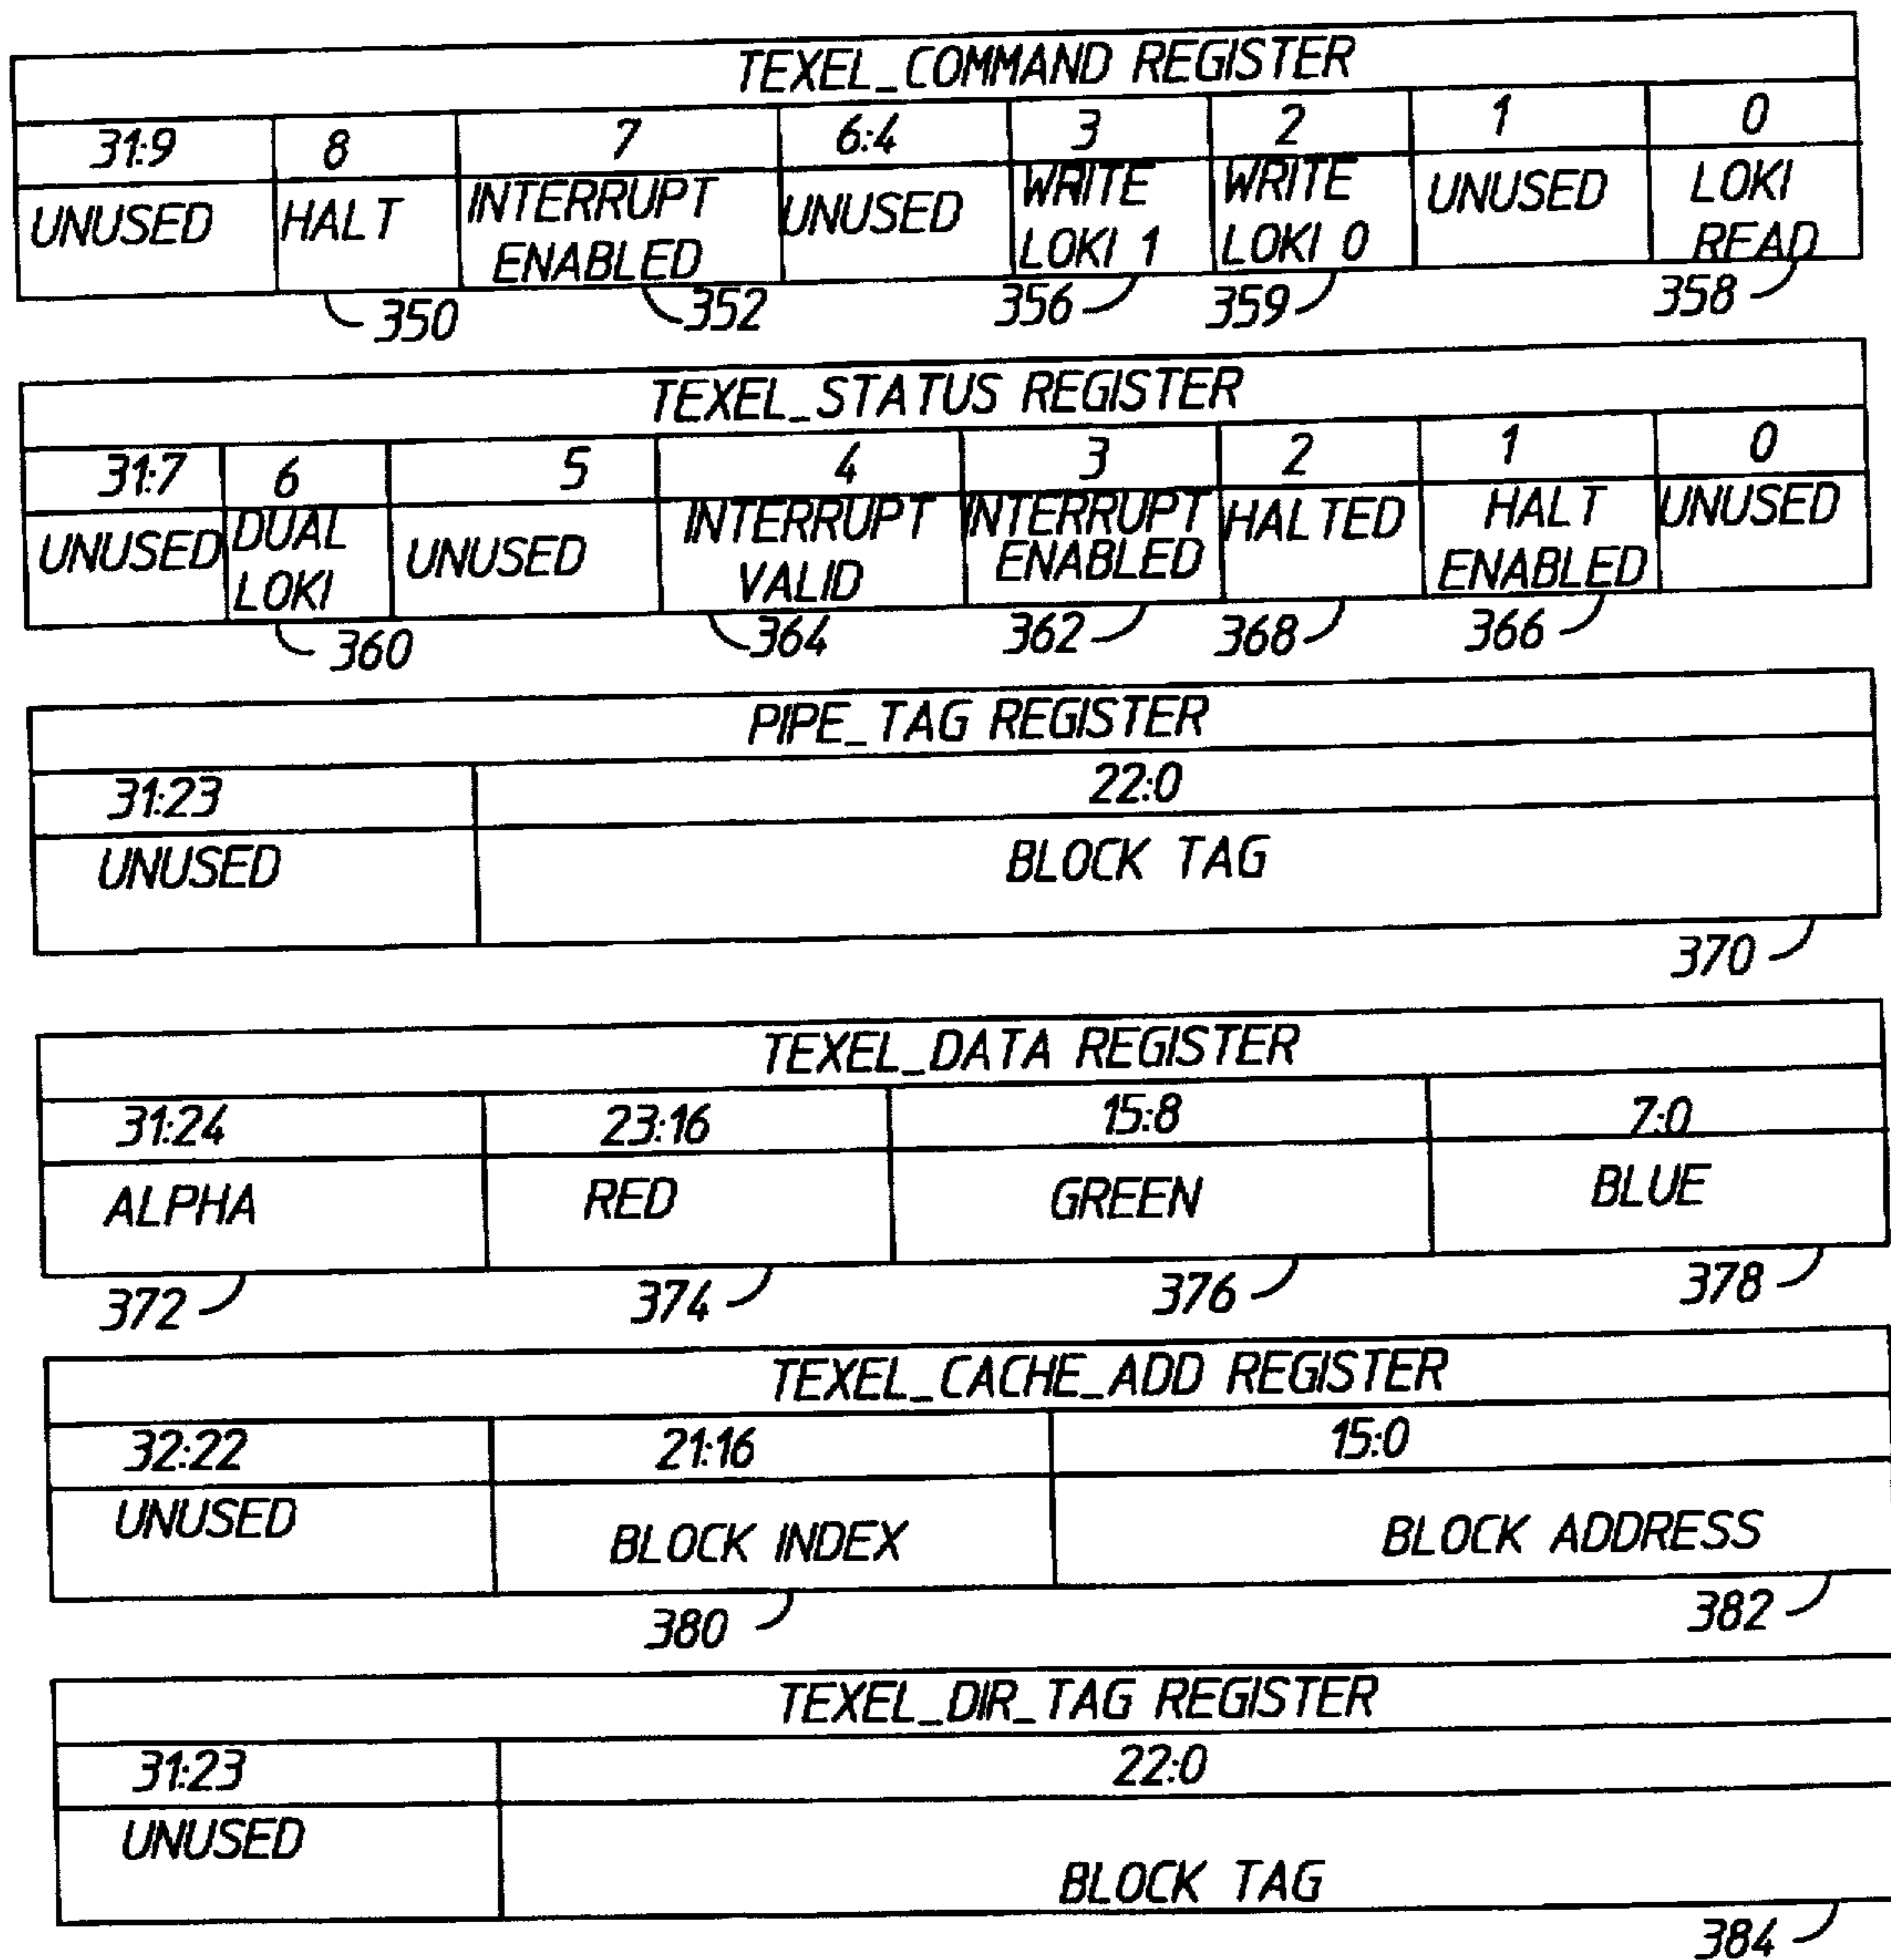 TEXEL_COMMAND REGISTER
31:9 8 7 6:4 3 2 1 0
UNUSED HALT INTERRUPT ENABLED UNUSED WRITE LOKI 1 WRITE LOKI 0 UNUSED LOKI READ
350 352 356 359 358
TEXEL_STATUS REGISTER
31:7 6 5 4 3 2 1 0
UNUSED DUAL LOKI UNUSED INTERRUPT VALID INTERRUPT ENABLED HALTED HALT ENABLED UNUSED
360 364 362 368 366
PIPE_TAG REGISTER
31:23 22:0
UNUSED BLOCK TAG
370
TEXEL_DATA REGISTER
31:24 23:16 15:8 7:0
ALPHA RED GREEN BLUE
372 374 376 378
TEXEL_CACHE_ADD REGISTER
32:22 21:16 15:0
UNUSED BLOCK INDEX BLOCK ADDRESS
380 382
TEXEL_DIR_TAG REGISTER
31:23 22:0
UNUSED BLOCK TAG
384